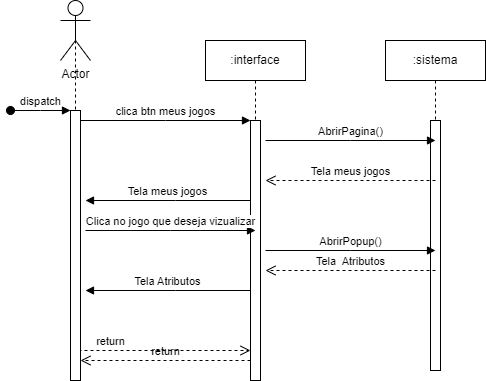 :interface
:sistema
Actor
dispatch
clica btn meus jogos
AbrirPagina()
Tela meus jogos
Tela meus jogos
Clica no jogo que deseja vizualizar
AbrirPopup()
Tela Atributos
Tela Atributos
return
return